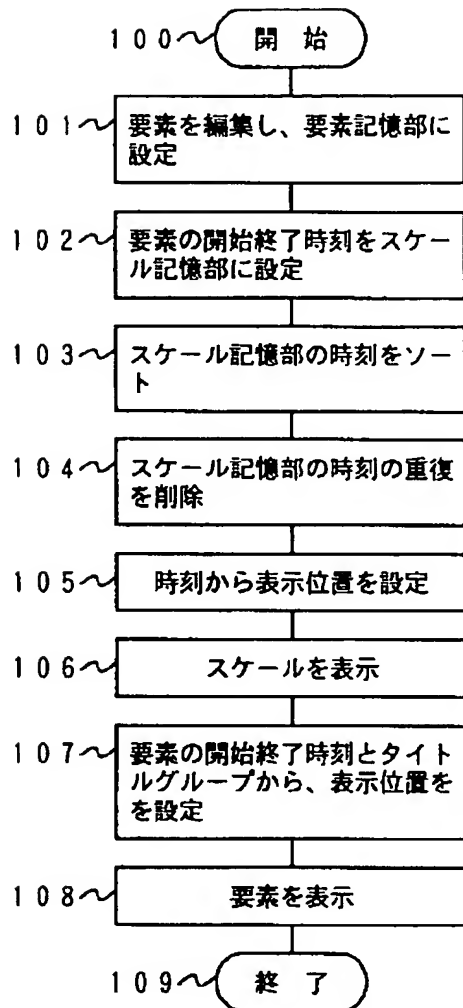 100 開 始
101 要素を編集し、要素記憶部に
設定
102 要素の開始終了時刻をスケー
ル記憶部に設定
103 スケール記憶部の時刻をソー
ト
104 スケール記憶部の時刻の重復
を削除
105 時刻から表示位置を設定
106 スケールを表示
107 要素の開始終了時刻とタイト
ルグループから、表示位置を
を設定
108 要素を表示
109 終 了